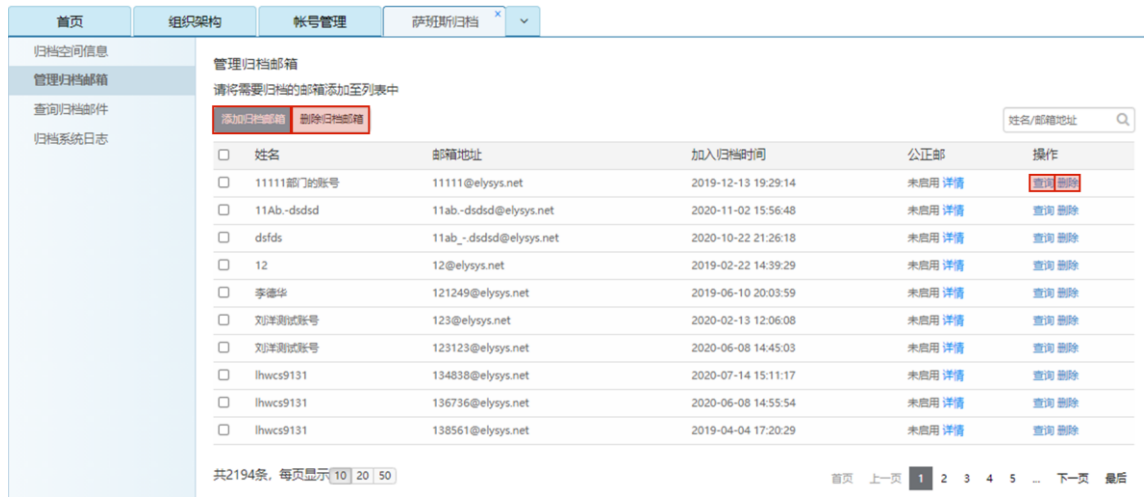 首页 组织架构 帐号管理 萨班斯归档 ×
归档空间信息
管理归档邮箱
查询归档邮件
归档系统日志
管理归档邮箱
请将需要归档的邮箱添加至列表中
添加归档邮箱 删除归档邮箱 姓名/邮箱地址
姓名 邮箱地址 加入归档时间 公正邮 操作
11111部门的账号 11111@elysys.net 2019-12-13 19:29:14 未启用 详情 查询 删除
11Ab.-dsdsd 11ab.-dsdsd@elysys.net 2020-11-02 15:56:48 未启用 详情 查询 删除
dsfds 11ab_-.dsdsd@elysys.net 2020-10-22 21:26:18 未启用 详情 查询 删除
12 12@elysys.net 2019-02-22 14:39:29 未启用 详情 查询 删除
李德华 121249@elysys.net 2019-06-10 20:03:59 未启用 详情 查询 删除
刘洋测试账号 123@elysys.net 2020-02-13 12:06:08 未启用 详情 查询 删除
刘洋测试账号 123123@elysys.net 2020-06-08 14:45:03 未启用 详情 查询 删除
lhwcs9131 134838@elysys.net 2020-07-14 15:11:17 未启用 详情 查询 删除
lhwcs9131 136736@elysys.net 2020-06-08 14:55:54 未启用 详情 查询 删除
lhwcs9131 138561@elysys.net 2019-04-04 17:20:29 未启用 详情 查询 删除
共2194条，每页显示 10 20 50 首页 上一页 1 2 3 4 5 ... 下一页 最后